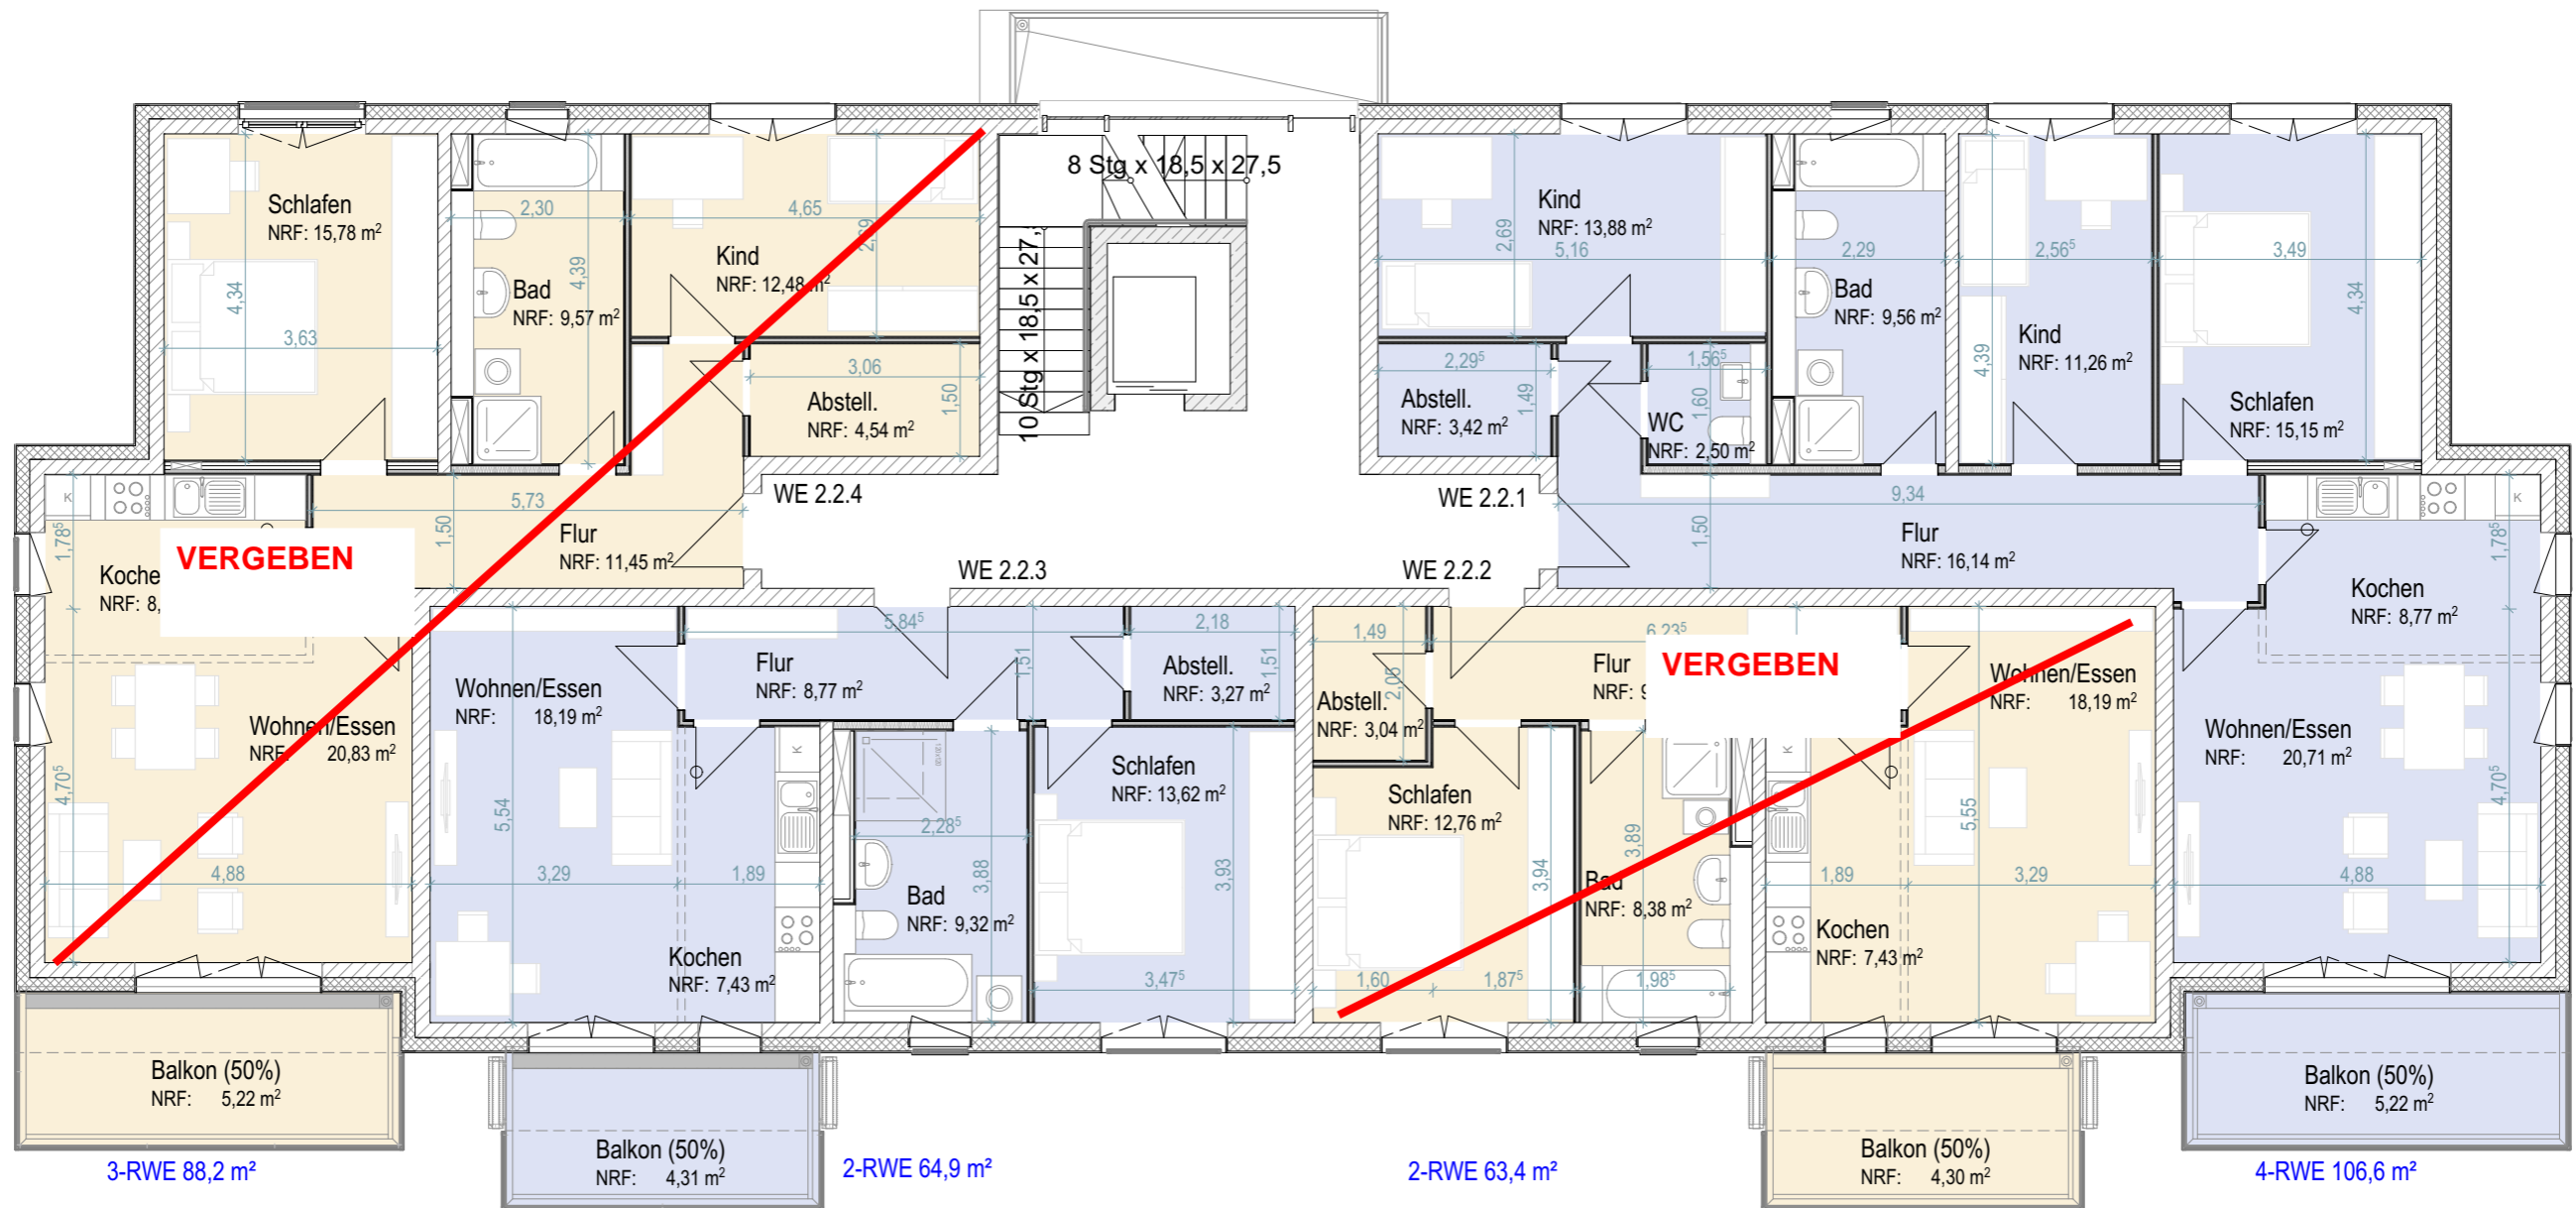 8 Stg x 18,5 x 27,5
10 Stg x 18,5 x 27,
Schlafen
NRF: 15,78 m²
4,34
3,63
2,30
4,39
Bad
NRF: 9,57 m²
4,65
2,69
Kind
NRF: 12,48 m²
3,06
1,50
Abstell.
NRF: 4,54 m²
WE 2.2.4
5,73
1,50
Flur
NRF: 11,45 m²
K
1,78⁵
Koche
NRF: 8,
VERGEBEN
Wohnen/Essen
NRF: 20,83 m²
4,70⁵
4,88
Balkon (50%)
NRF: 5,22 m²
3-RWE 88,2 m²
WE 2.2.3
5,84⁵
2,18
1,51
1,51
Flur
NRF: 8,77 m²
Abstell.
NRF: 3,27 m²
Wohnen/Essen
NRF: 18,19 m²
5,54
3,29
1,89
K
Kochen
NRF: 7,43 m²
2,28⁵
3,88
Bad
NRF: 9,32 m²
Schlafen
NRF: 13,62 m²
3,93
3,47⁵
Balkon (50%)
NRF: 4,31 m²
2-RWE 64,9 m²
WE 2.2.2
1,49
2,05
6,23⁵
Abstell.
NRF: 3,04 m²
Flur
NRF: 9
VERGEBEN
Wohnen/Essen
NRF: 18,19 m²
Schlafen
NRF: 12,76 m²
3,94
1,60
1,87⁵
3,89
Bad
NRF: 8,38 m²
1,98⁵
K
5,55
1,89
3,29
Kochen
NRF: 7,43 m²
Balkon (50%)
NRF: 4,30 m²
2-RWE 63,4 m²
WE 2.2.1
Kind
NRF: 13,88 m²
2,69
5,16
2,29⁵
1,49
Abstell.
NRF: 3,42 m²
1,56⁵
1,60
WC
NRF: 2,50 m²
2,29
Bad
NRF: 9,56 m²
2,56⁵
4,39
Kind
NRF: 11,26 m²
3,49
4,34
Schlafen
NRF: 15,15 m²
9,34
1,50
Flur
NRF: 16,14 m²
K
1,78⁵
Kochen
NRF: 8,77 m²
Wohnen/Essen
NRF: 20,71 m²
4,70⁵
4,88
Balkon (50%)
NRF: 5,22 m²
4-RWE 106,6 m²